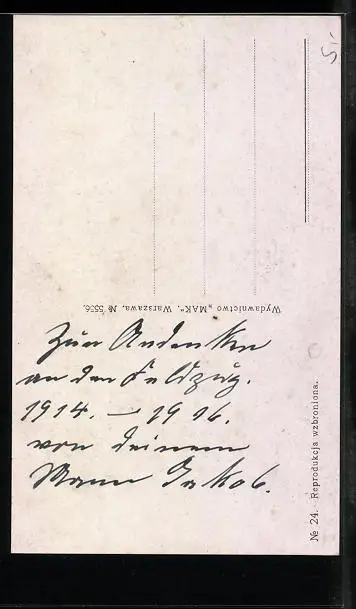 Wydawnictwo „MAK". Warszawa, № 5556.
Zum Andenken
an den Feldzug.
1914. — 1916.
von deinem
Mann Jakob.
№ 24. Reprodukcja wzbroniona.